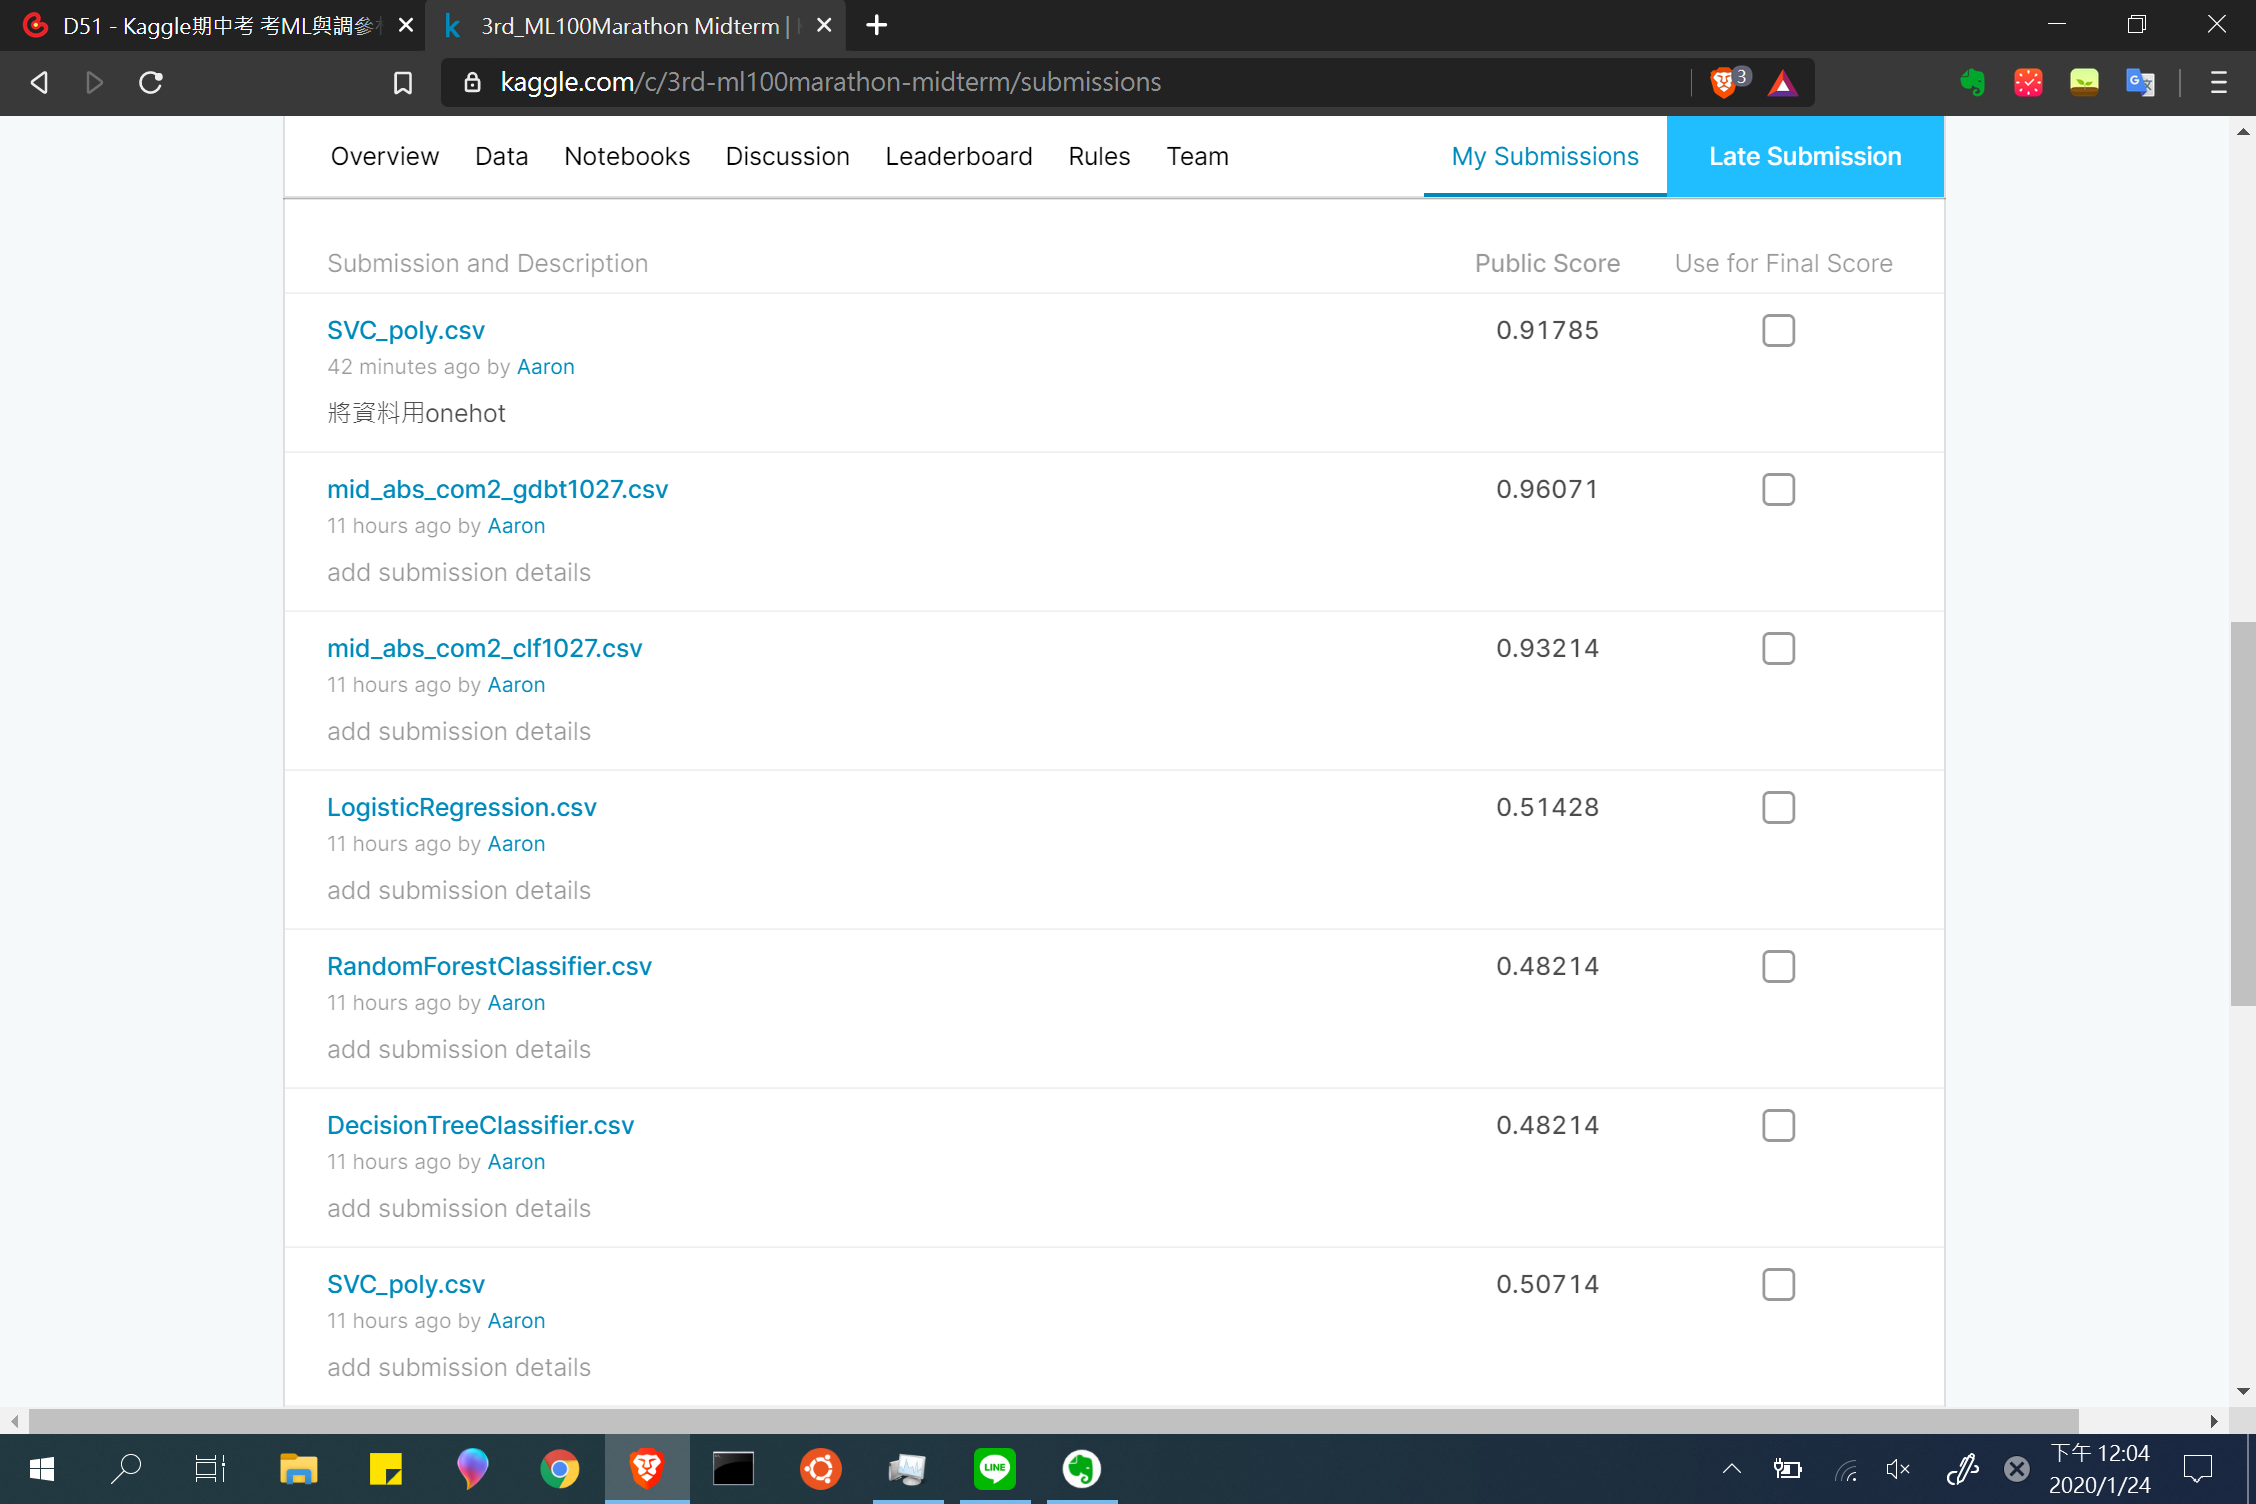 D51 - Kaggle期中考 考ML與調參
3rd_ML100Marathon Midterm |
kaggle.com/c/3rd-ml100marathon-midterm/submissions
3
Overview Data Notebooks Discussion Leaderboard Rules Team My Submissions Late Submission
Submission and Description Public Score Use for Final Score
SVC_poly.csv 0.91785
42 minutes ago by Aaron
將資料用onehot
mid_abs_com2_gdbt1027.csv 0.96071
11 hours ago by Aaron
add submission details
mid_abs_com2_clf1027.csv 0.93214
11 hours ago by Aaron
add submission details
LogisticRegression.csv 0.51428
11 hours ago by Aaron
add submission details
RandomForestClassifier.csv 0.48214
11 hours ago by Aaron
add submission details
DecisionTreeClassifier.csv 0.48214
11 hours ago by Aaron
add submission details
SVC_poly.csv 0.50714
11 hours ago by Aaron
add submission details
LINE
下午 12:04
2020/1/24